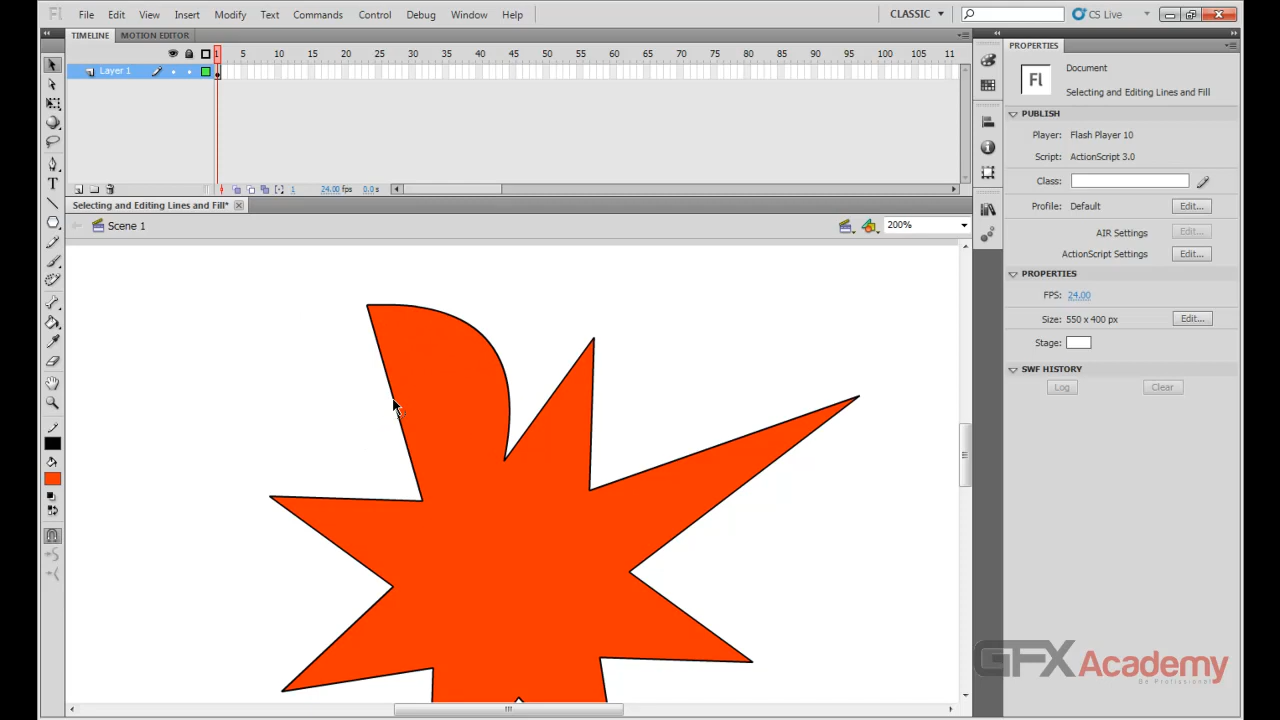 Fl File Edit View Insert Modify Text Commands Control Debug Window Help CLASSIC CS Live
TIMELINE MOTION EDITOR
1 5 10 15 20 25 30 35 40 45 50 55 60 65 70 75 80 85 90 95 100 105 11
Layer 1
1 24.00 fps 0.0 s
Selecting and Editing Lines and Fill*
Scene 1
200%
T
PROPERTIES
Fl
Document
Selecting and Editing Lines and Fill
PUBLISH
Player: Flash Player 10
Script: ActionScript 3.0
Class:
Profile: Default Edit...
AIR Settings Edit...
ActionScript Settings Edit...
PROPERTIES
FPS: 24.00
Size: 550 x 400 px Edit...
Stage:
SWF HISTORY
Log Clear
GFXAcademy
Be Professional